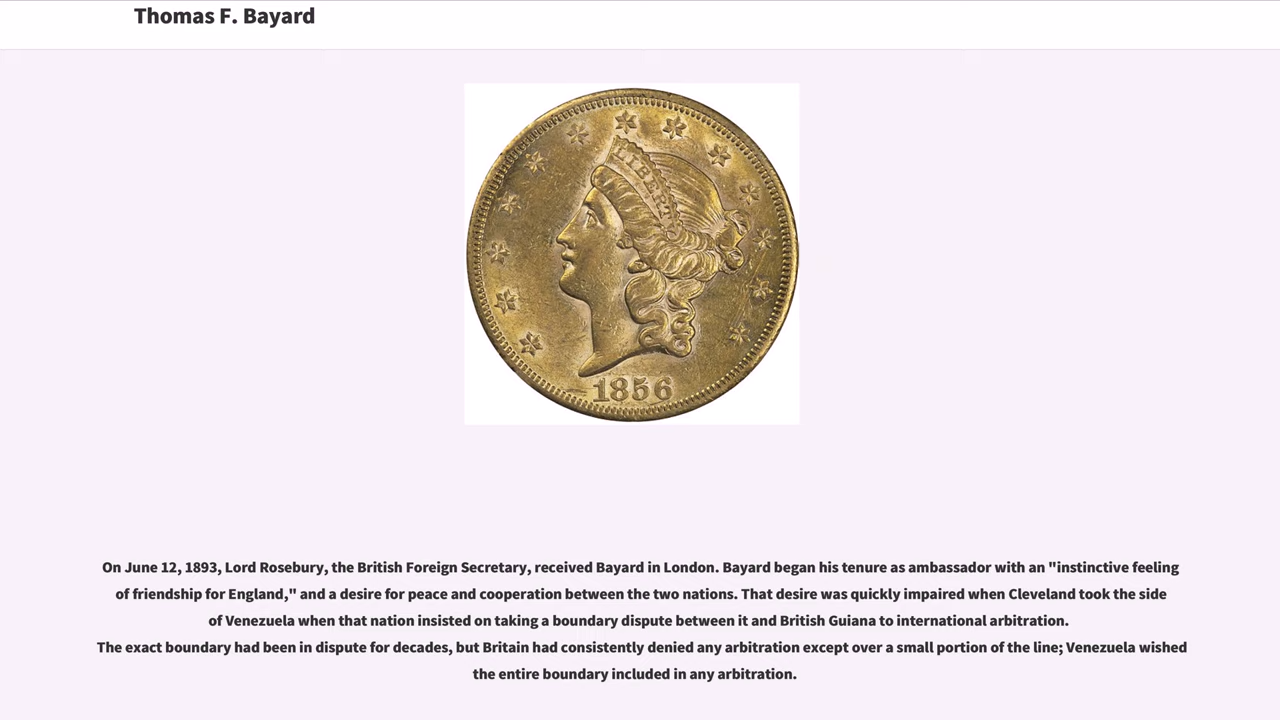 Thomas F. Bayard
LIBERTY
1856
On June 12, 1893, Lord Rosebury, the British Foreign Secretary, received Bayard in London. Bayard began his tenure as ambassador with an "instinctive feeling
of friendship for England," and a desire for peace and cooperation between the two nations. That desire was quickly impaired when Cleveland took the side
of Venezuela when that nation insisted on taking a boundary dispute between it and British Guiana to international arbitration.
The exact boundary had been in dispute for decades, but Britain had consistently denied any arbitration except over a small portion of the line; Venezuela wished
the entire boundary included in any arbitration.